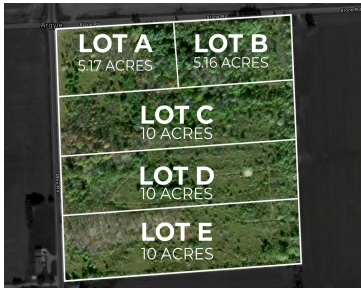 Argyle
LOT A
5.17 ACRES
LOT B
5.16 ACRES
LOT C
10 ACRES
LOT D
10 ACRES
LOT E
10 ACRES